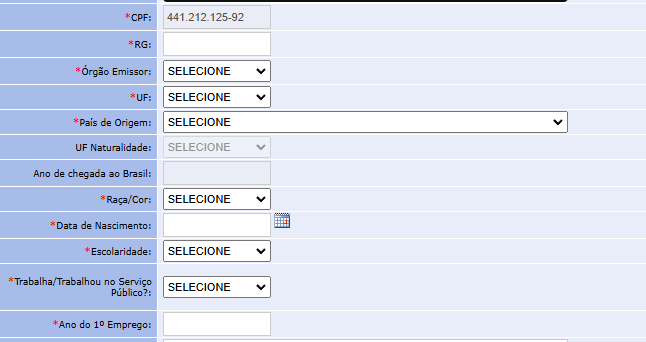 *CPF: 441.212.125-92
*RG:
*Órgão Emissor: SELECIONE
*UF: SELECIONE
*País de Origem: SELECIONE
UF Naturalidade: SELECIONE
Ano de chegada ao Brasil:
*Raça/Cor: SELECIONE
*Data de Nascimento:
*Escolaridade: SELECIONE
*Trabalha/Trabalhou no Serviço
Público?: SELECIONE
*Ano do 1º Emprego: